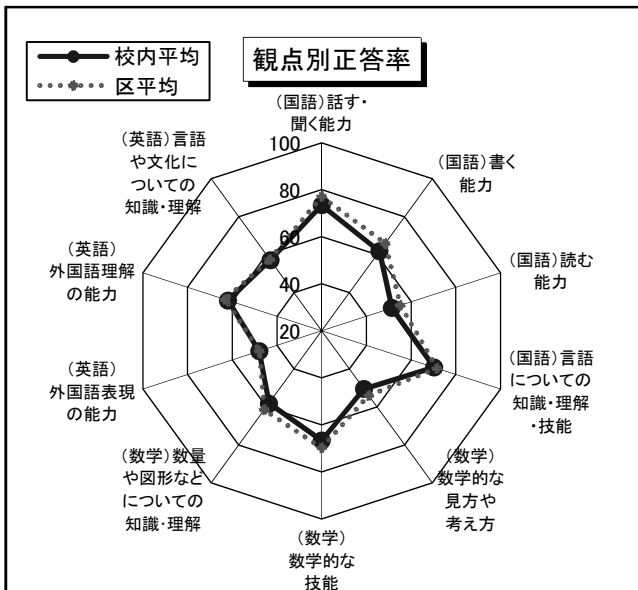 校内平均
区平均
観点別正答率
(国語)話す・
聞く能力
(国語)書く
能力
(国語)読む
能力
(国語)言語
についての
知識・理解
・技能
(数学)
数学的な
見方や
考え方
(数学)
数学的な
技能
(数学)数量
や図形など
についての
知識・理解
(英語)
外国語表現
の能力
(英語)
外国語理解
の能力
(英語)言語
や文化に
ついての
知識・理解
100
80
60
40
20